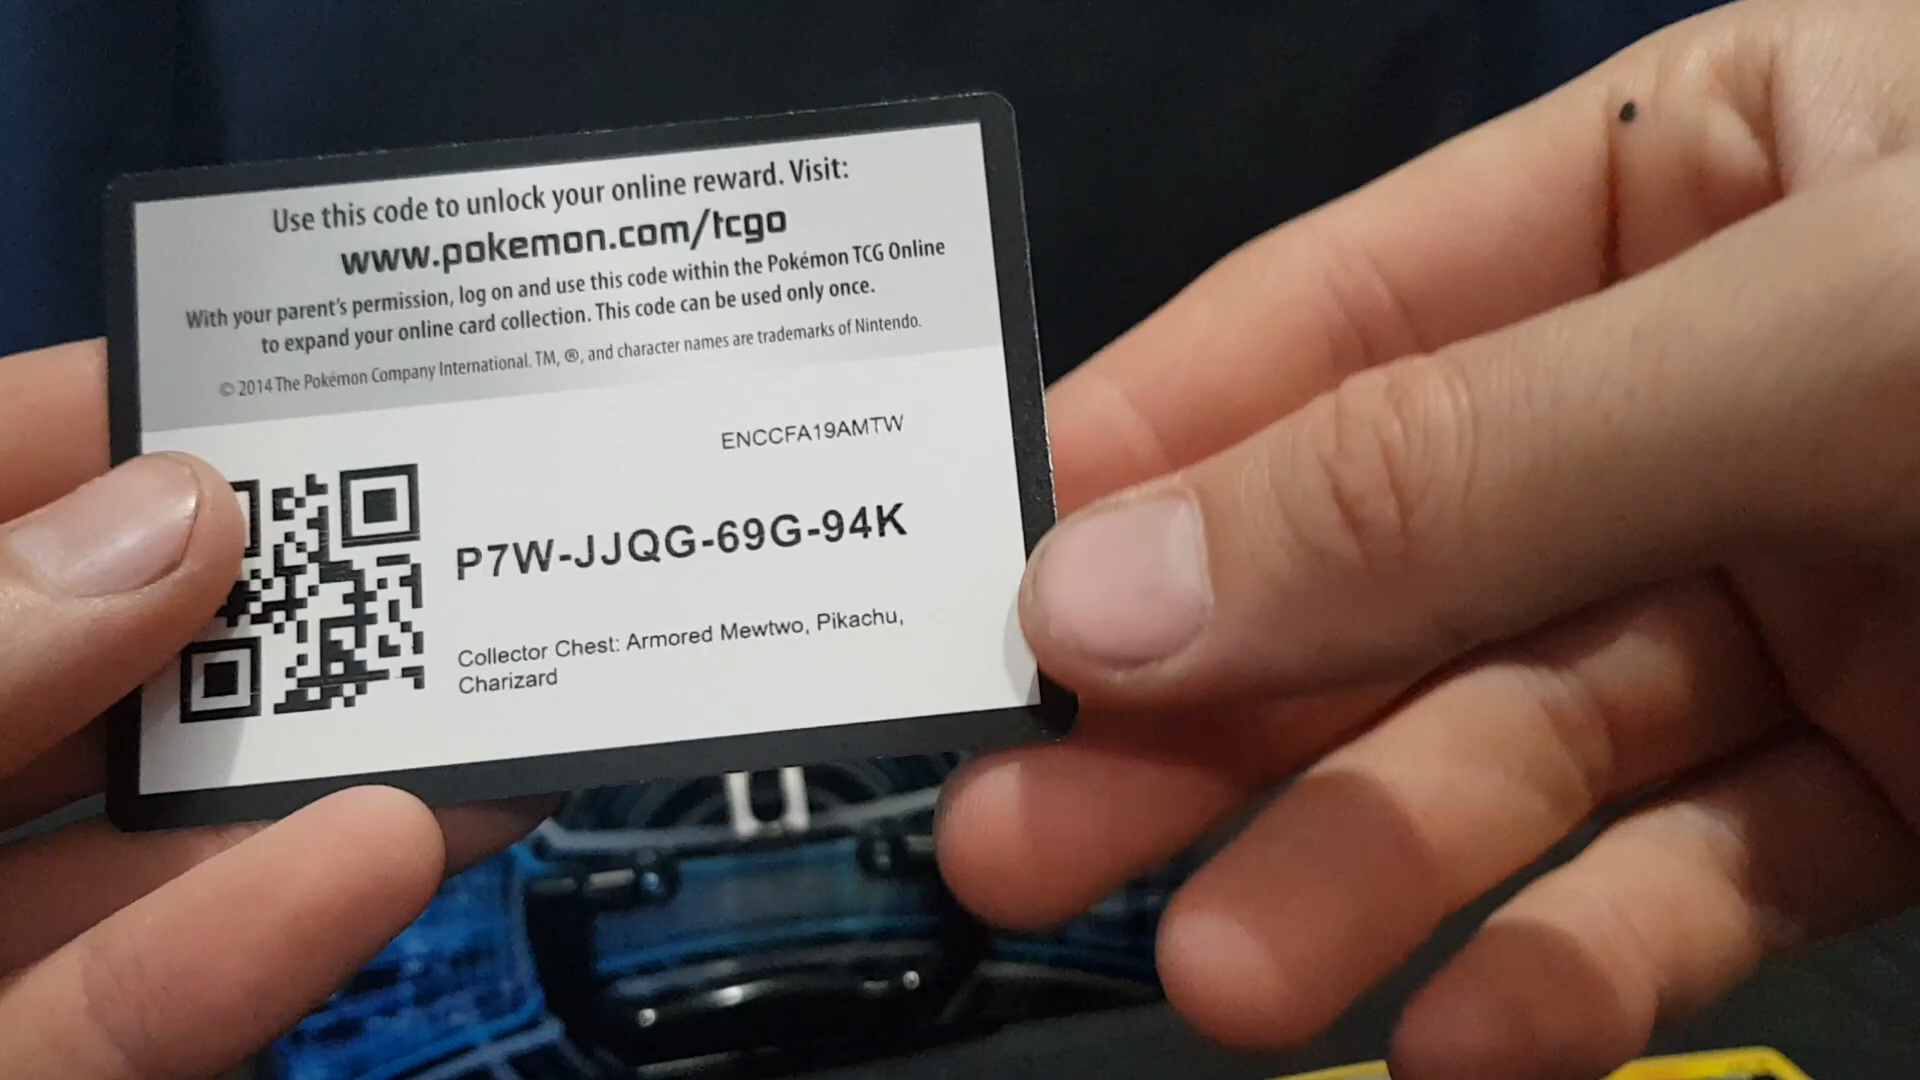 Use this code to unlock your online reward. Visit:
www.pokemon.com/tcgo
With your parent's permission, log on and use this code within the Pokémon TCG Online
to expand your online card collection. This code can be used only once.
© 2014 The Pokémon Company International. TM, ®, and character names are trademarks of Nintendo.
ENCCFA19AMTW
P7W-JJQG-69G-94K
Collector Chest: Armored Mewtwo, Pikachu,
Charizard